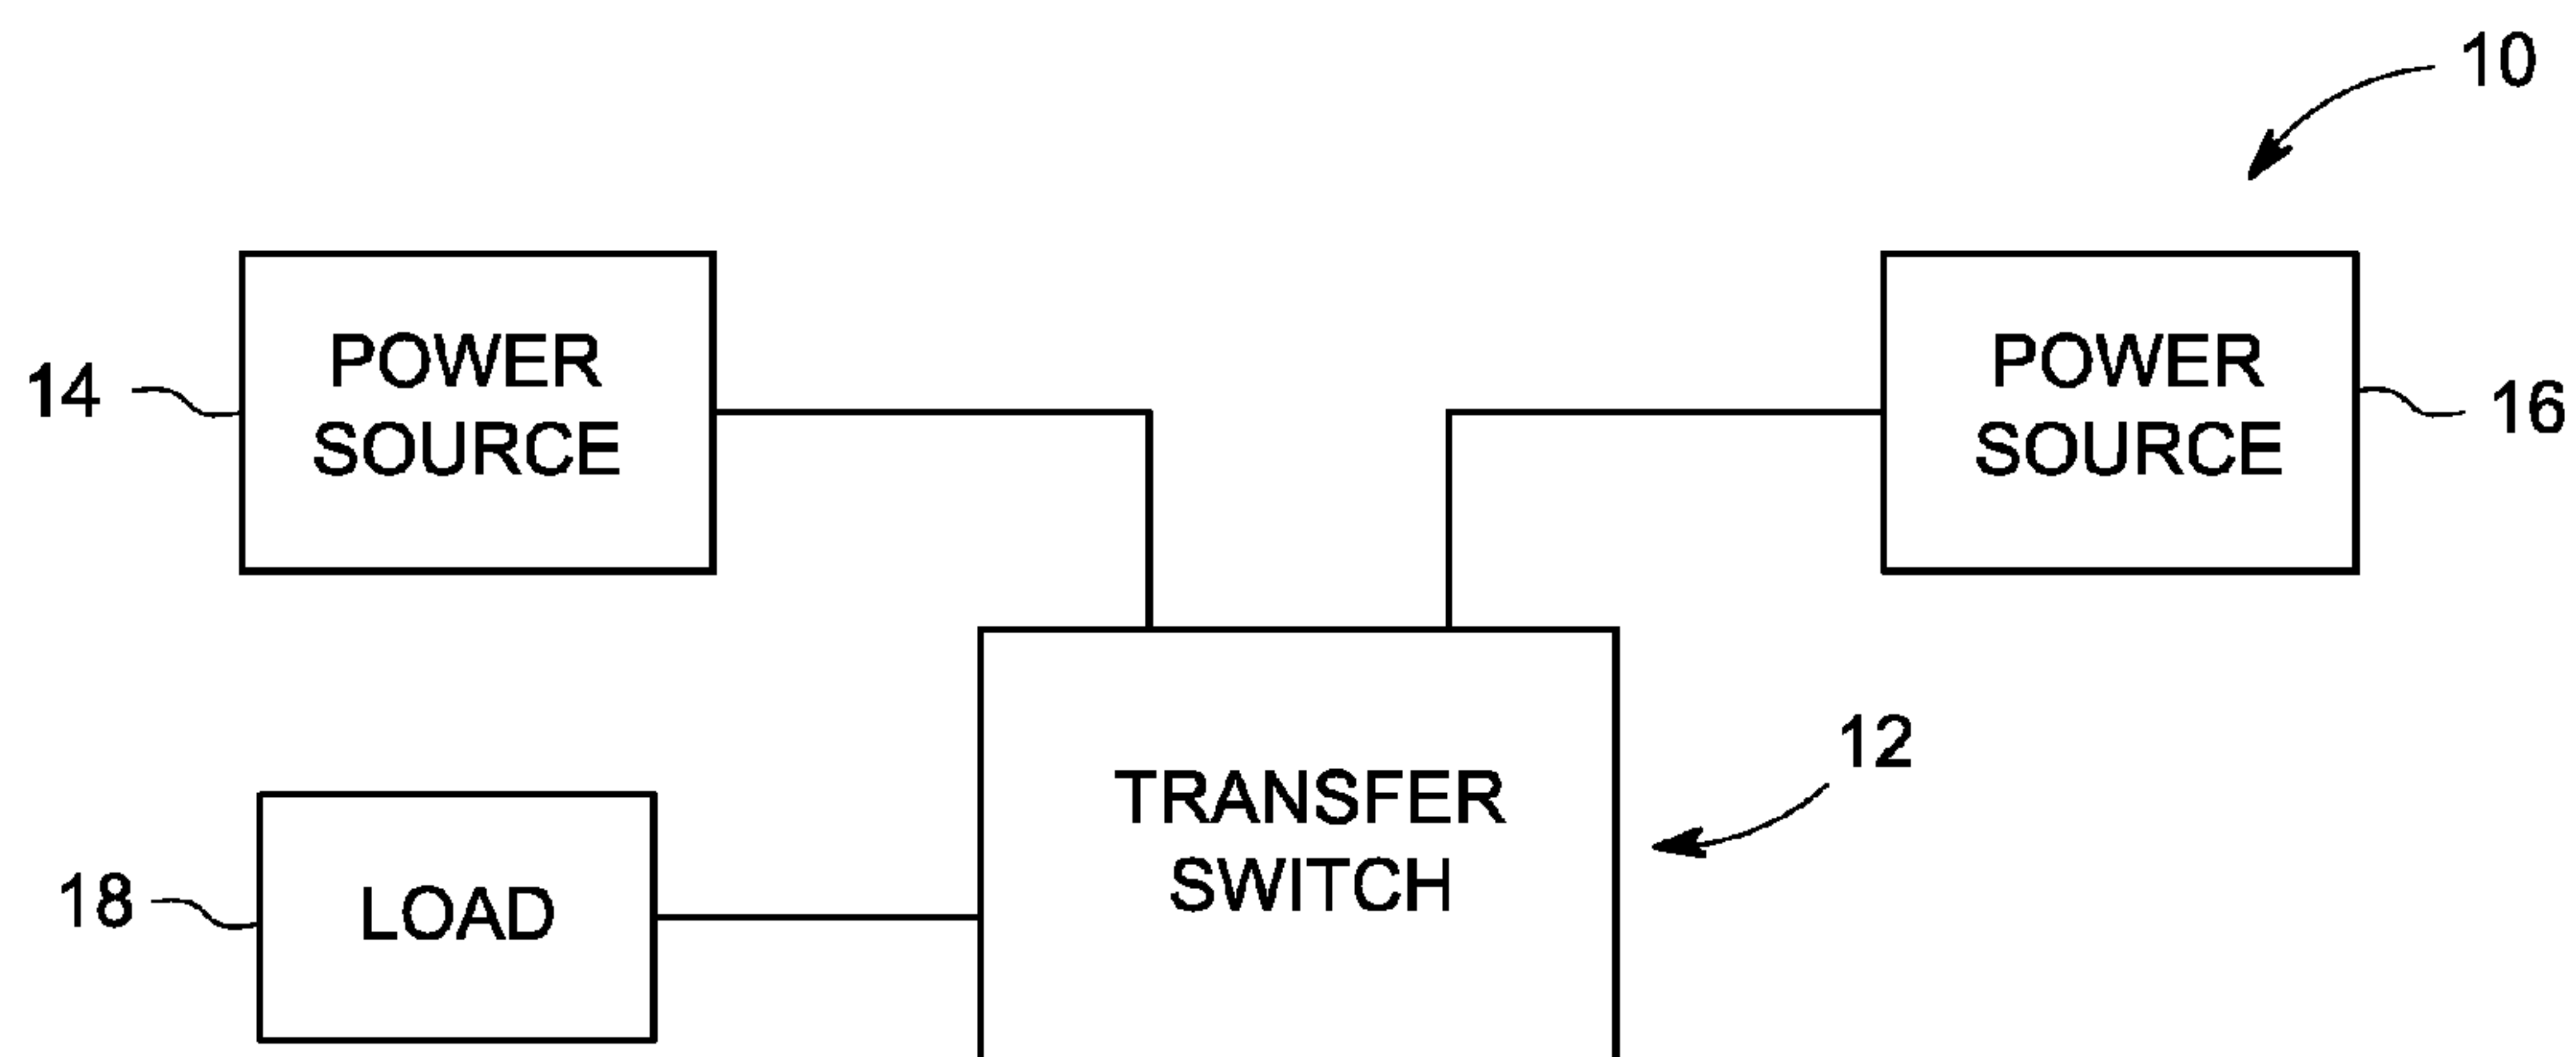 10
POWER
SOURCE
14
POWER
SOURCE
16
TRANSFER
SWITCH
12
LOAD
18